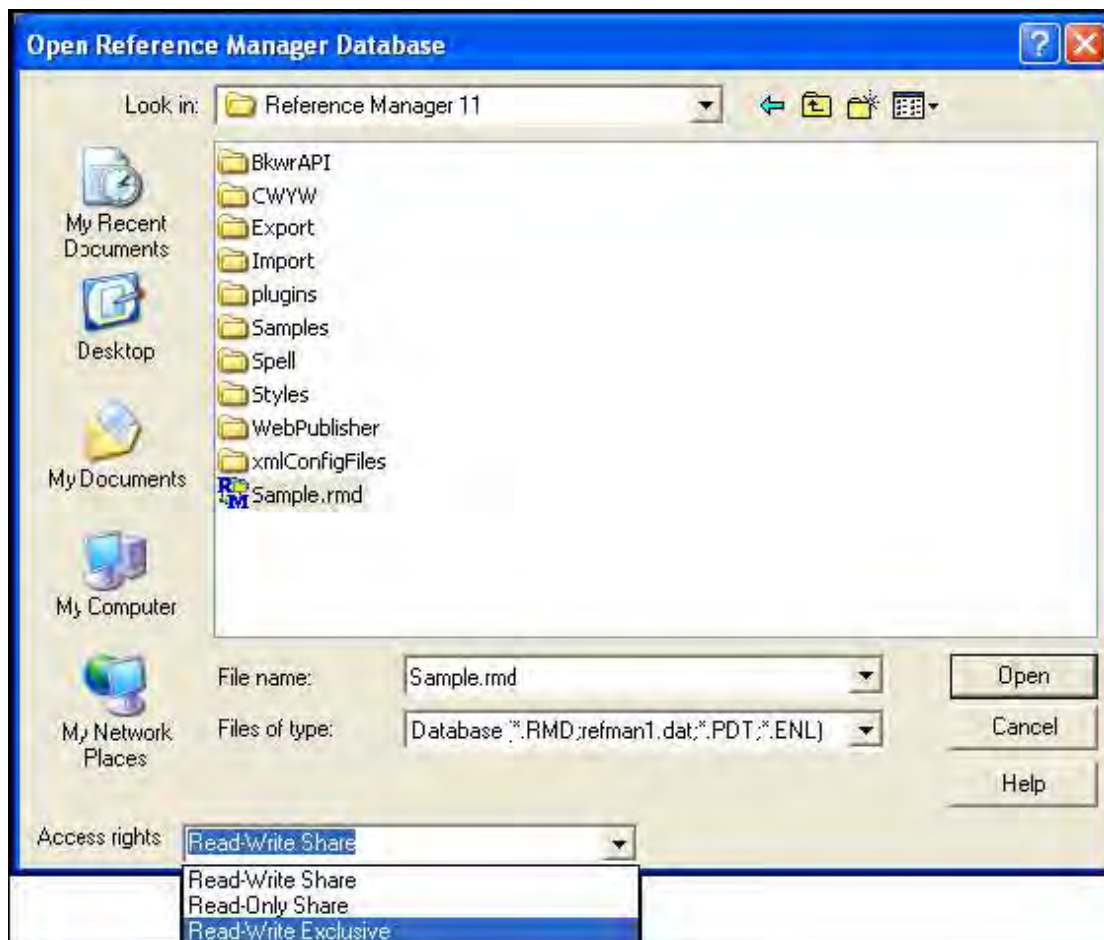 Open Reference Manager Database
Look in: Reference Manager 11
My Recent
Documents
Desktop
My Documents
My Computer
My Network
Places
BkwrAPI
CWYW
Export
Import
plugins
Samples
Spell
Styles
WebPublisher
xmlConfigFiles
Sample.rmd
File name: Sample.rmd Open
Files of type: Database (*.RMD;refman1.dat;*.PDT;*.ENL) Cancel
Help
Access rights Read-Write Share
Read-Write Share
Read-Only Share
Read-Write Exclusive